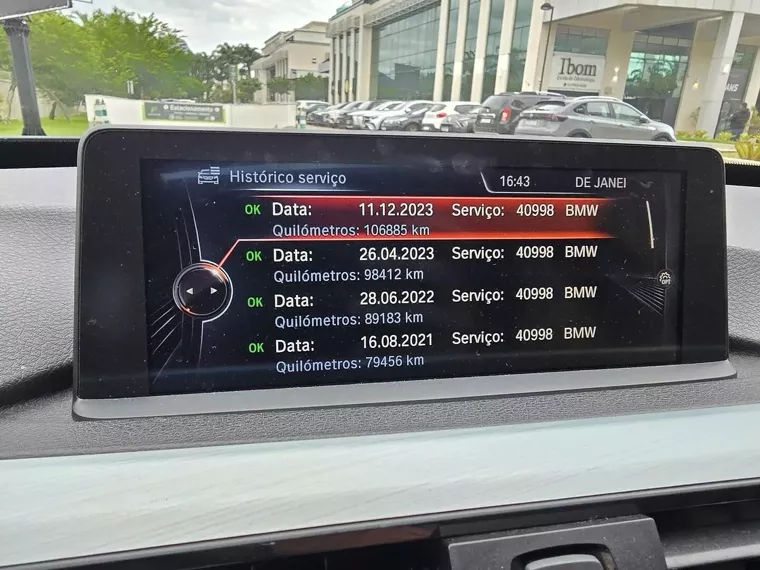 Ibom
Estacionamento
Histórico serviço
16:43
DE JANEI
OK Data: 11.12.2023 Serviço: 40998 BMW
Quilómetros: 106885 km
OK Data: 26.04.2023 Serviço: 40998 BMW
Quilómetros: 98412 km
OK Data: 28.06.2022 Serviço: 40998 BMW
Quilómetros: 89183 km
OK Data: 16.08.2021 Serviço: 40998 BMW
Quilómetros: 79456 km
OPT